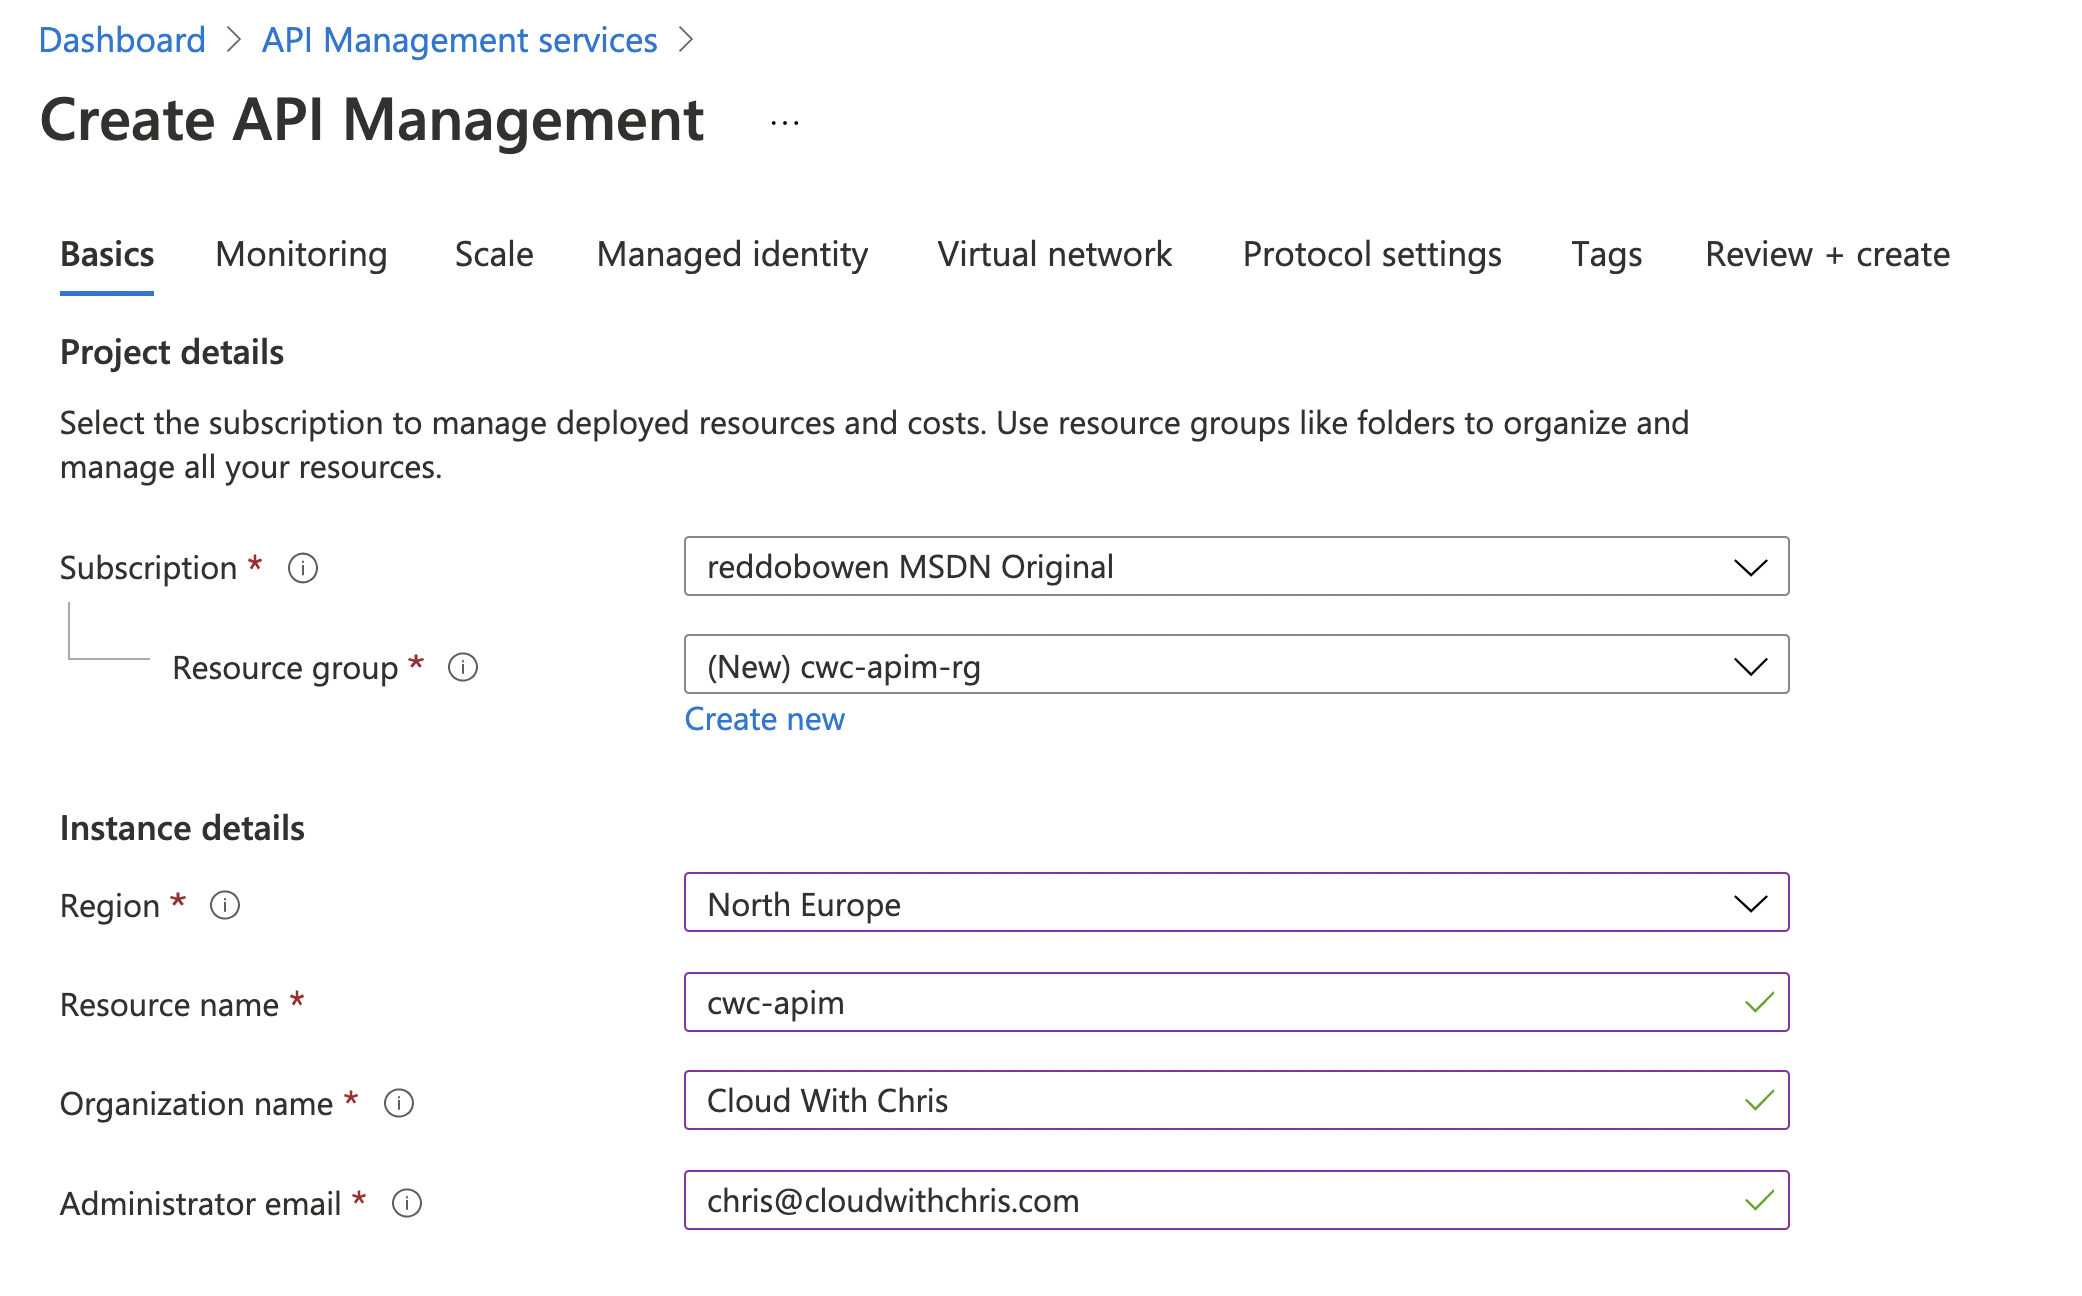 Dashboard > API Management services >
Create API Management ...
Basics Monitoring Scale Managed identity Virtual network Protocol settings Tags Review + create
Project details
Select the subscription to manage deployed resources and costs. Use resource groups like folders to organize and
manage all your resources.
Subscription * reddobowen MSDN Original
Resource group * (New) cwc-apim-rg
Create new
Instance details
Region * North Europe
Resource name * cwc-apim
Organization name * Cloud With Chris
Administrator email * chris@cloudwithchris.com